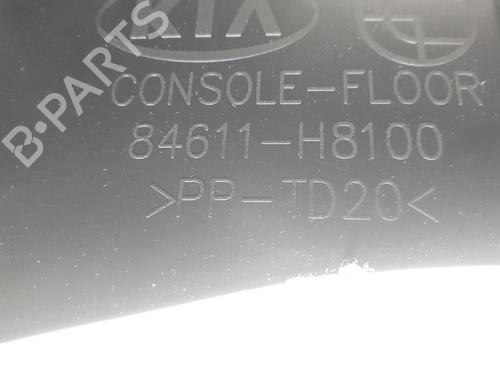 KIA
CONSOLE-FLOOR
84611-H8100
>PP-TD20<
B-PARTS